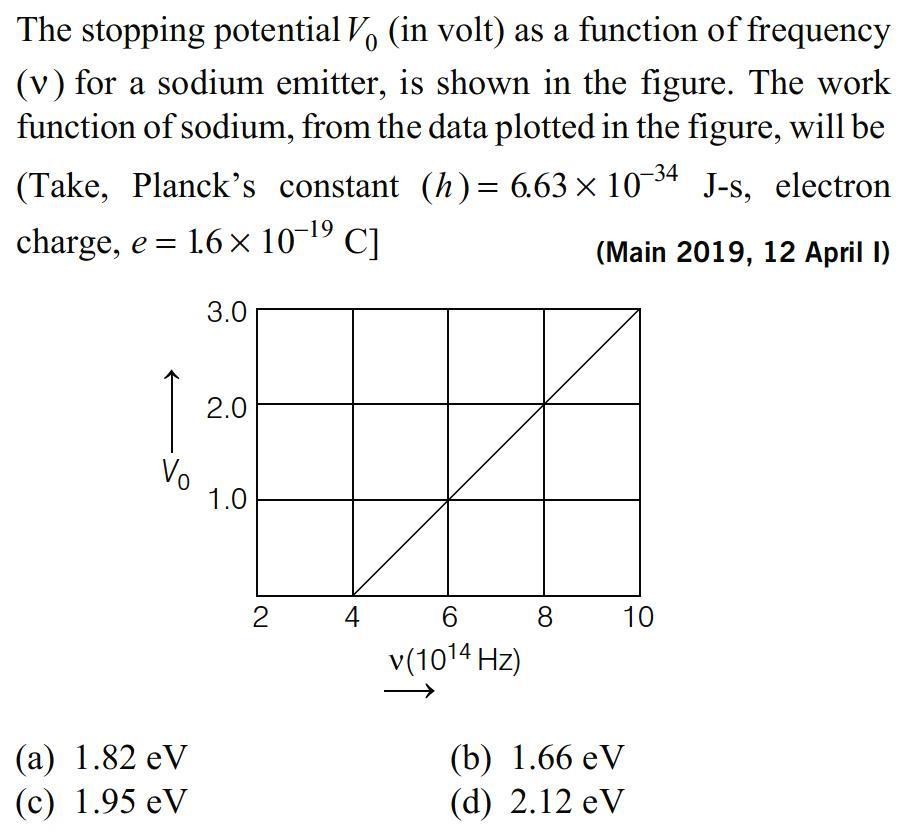 The stopping potential V₀ (in volt) as a function of frequency
(ν) for a sodium emitter, is shown in the figure. The work
function of sodium, from the data plotted in the figure, will be
(Take, Planck’s constant (h) = 6.63 × 10⁻³⁴ J-s, electron
charge, e = 1.6 × 10⁻¹⁹ C]
(Main 2019, 12 April I)
3.0
2.0
V₀
1.0
2 4 6 8 10
ν(10¹⁴ Hz)
(a) 1.82 eV (b) 1.66 eV
(c) 1.95 eV (d) 2.12 eV